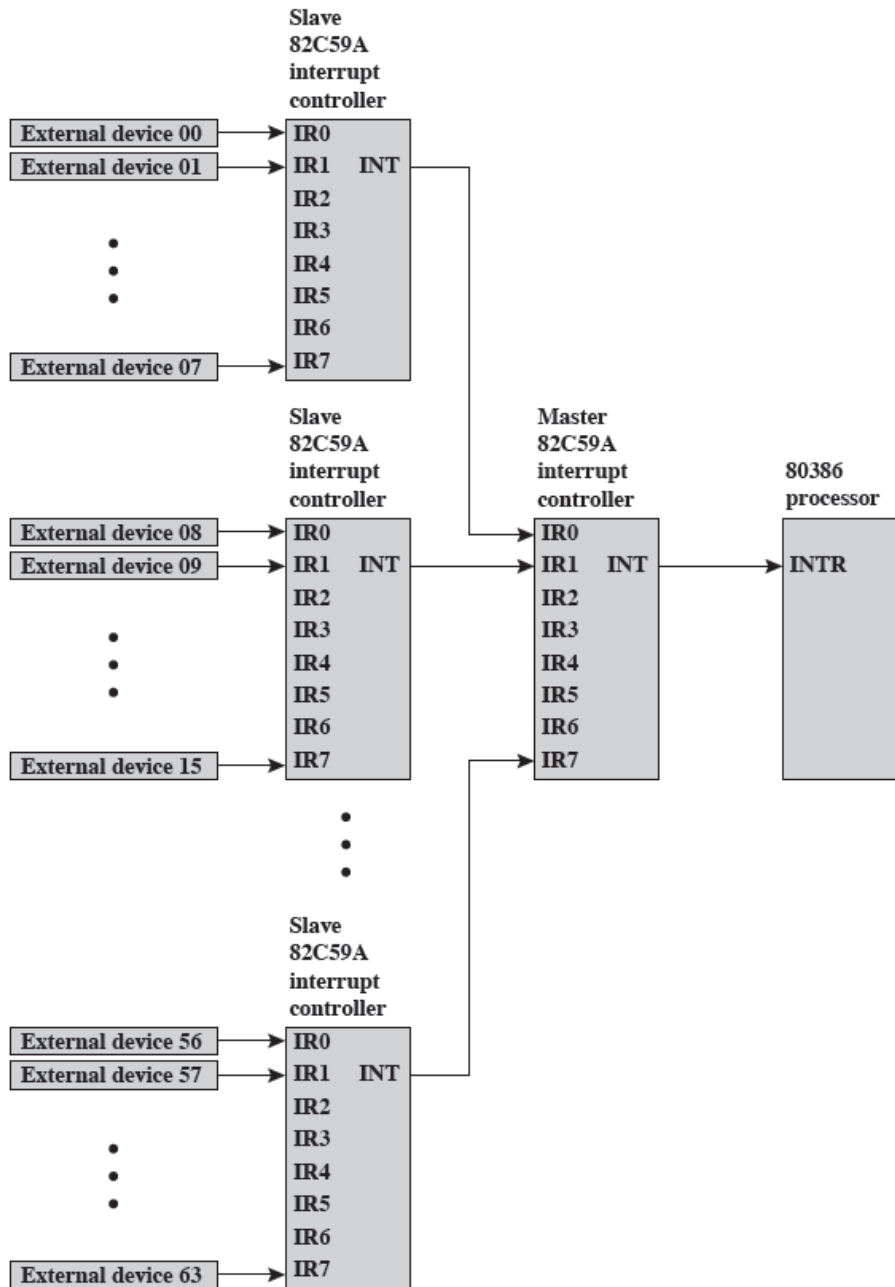 Slave
82C59A
interrupt
controller
External device 00
IR0
External device 01
IR1 INT
IR2
IR3
IR4
IR5
IR6
External device 07
IR7
Slave
82C59A
interrupt
controller
External device 08
IR0
External device 09
IR1 INT
IR2
IR3
IR4
IR5
IR6
External device 15
IR7
Master
82C59A
interrupt
controller
IR0
IR1 INT
IR2
IR3
IR4
IR5
IR6
IR7
80386
processor
INTR
Slave
82C59A
interrupt
controller
External device 56
IR0
External device 57
IR1 INT
IR2
IR3
IR4
IR5
IR6
External device 63
IR7